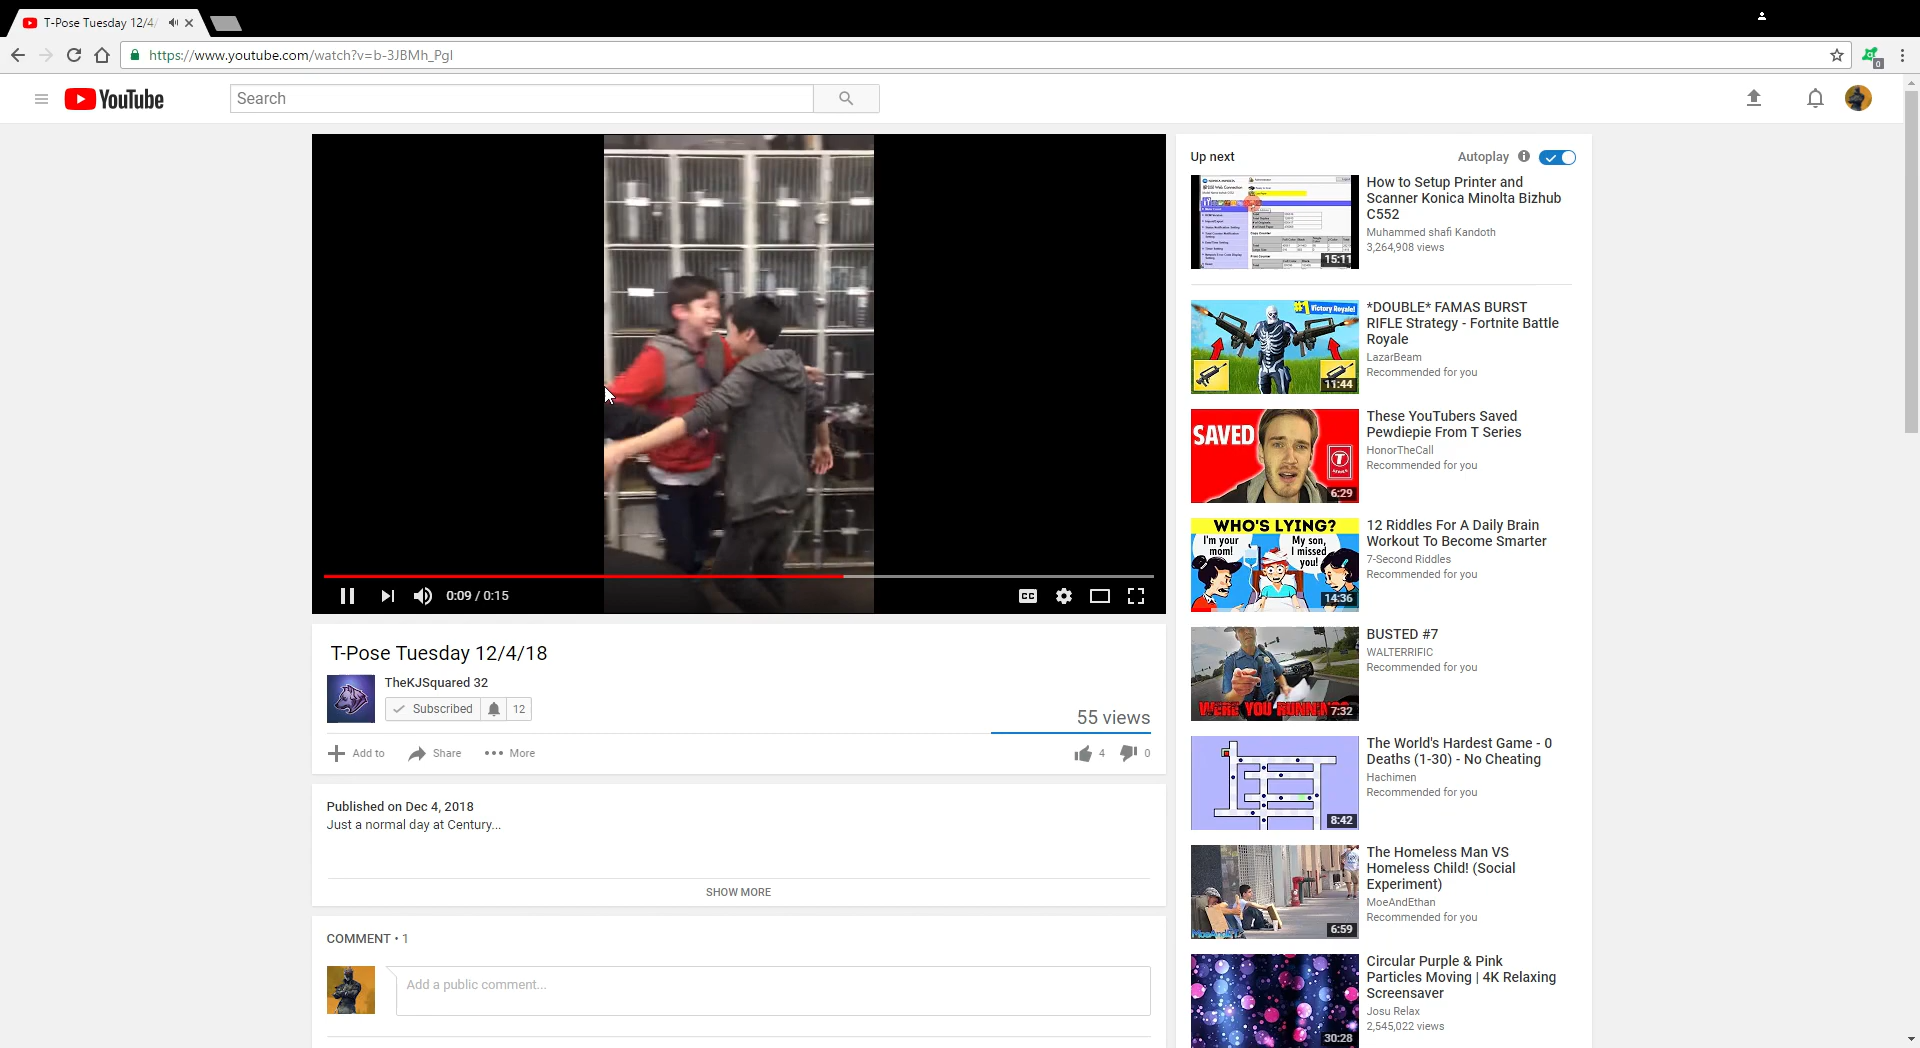 T-Pose Tuesday 12/4/
https://www.youtube.com/watch?v=b-3JBMh_PgI
0
YouTube
Search
0:09 / 0:15
CC
T-Pose Tuesday 12/4/18
TheKJSquared 32
Subscribed 12
55 views
Add to Share More 4 0
Published on Dec 4, 2018
Just a normal day at Century...
SHOW MORE
COMMENT • 1
Add a public comment...
Up next Autoplay
15:11
How to Setup Printer and
Scanner Konica Minolta Bizhub
C552
Muhammed shafi Kandoth
3,264,908 views
#1 Victory Royale!
11:44
*DOUBLE* FAMAS BURST
RIFLE Strategy - Fortnite Battle
Royale
LazarBeam
Recommended for you
SAVED
6:29
These YouTubers Saved
Pewdiepie From T Series
HonorTheCall
Recommended for you
WHO'S LYING?
I'm your
mom!
My son,
I missed
you!
14:36
12 Riddles For A Daily Brain
Workout To Become Smarter
7-Second Riddles
Recommended for you
WERE YOU RUNNING?
7:32
BUSTED #7
WALTERRIFIC
Recommended for you
8:42
The World's Hardest Game - 0
Deaths (1-30) - No Cheating
Hachimen
Recommended for you
6:59
The Homeless Man VS
Homeless Child! (Social
Experiment)
MoeAndEthan
Recommended for you
30:28
Circular Purple & Pink
Particles Moving | 4K Relaxing
Screensaver
Josu Relax
2,545,022 views